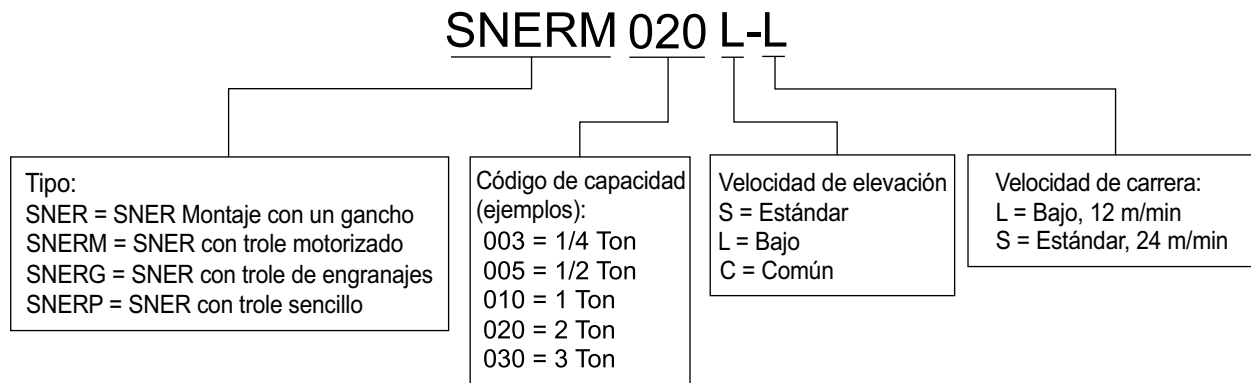 SNERM 020 L-L
Tipo:
SNER = SNER Montaje con un gancho
SNERM = SNER con trole motorizado
SNERG = SNER con trole de engranajes
SNERP = SNER con trole sencillo
Código de capacidad
(ejemplos):
003 = 1/4 Ton
005 = 1/2 Ton
010 = 1 Ton
020 = 2 Ton
030 = 3 Ton
Velocidad de elevación
S = Estándar
L = Bajo
C = Común
Velocidad de carrera:
L = Bajo, 12 m/min
S = Estándar, 24 m/min